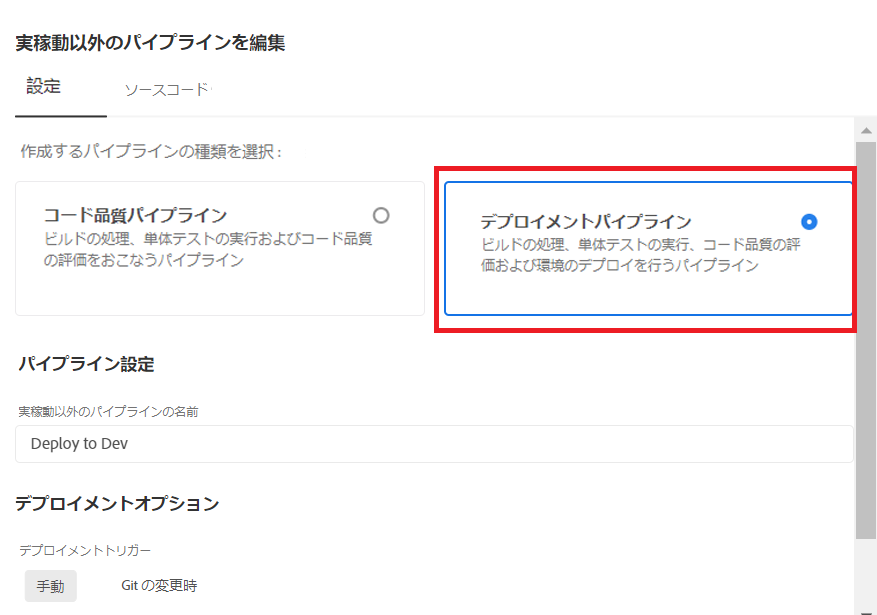 実稼動以外のパイプラインを編集
設定
ソースコード
作成するパイプラインの種類を選択 :
コード品質パイプライン
ビルドの処理、単体テストの実行およびコード品質
の評価をおこなうパイプライン
デプロイメントパイプライン
ビルドの処理、単体テストの実行、コード品質の評
価および環境のデプロイを行うパイプライン
パイプライン設定
実稼動以外のパイプラインの名前
Deploy to Dev
デプロイメントオプション
デプロイメントトリガー
手動
Git の変更時